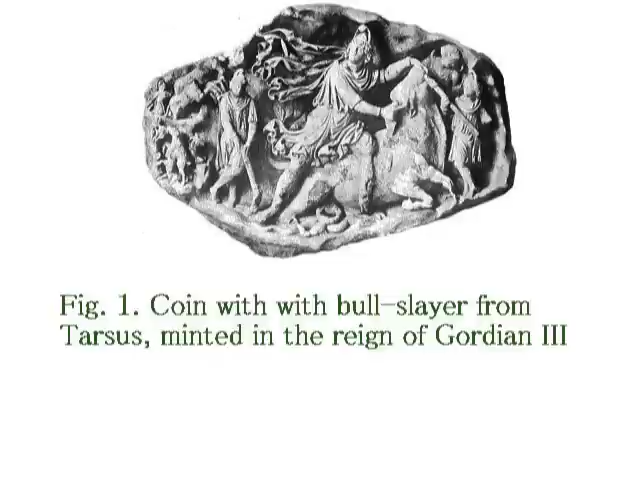 Fig. 1. Coin with with bull-slayer from
Tarsus, minted in the reign of Gordian III